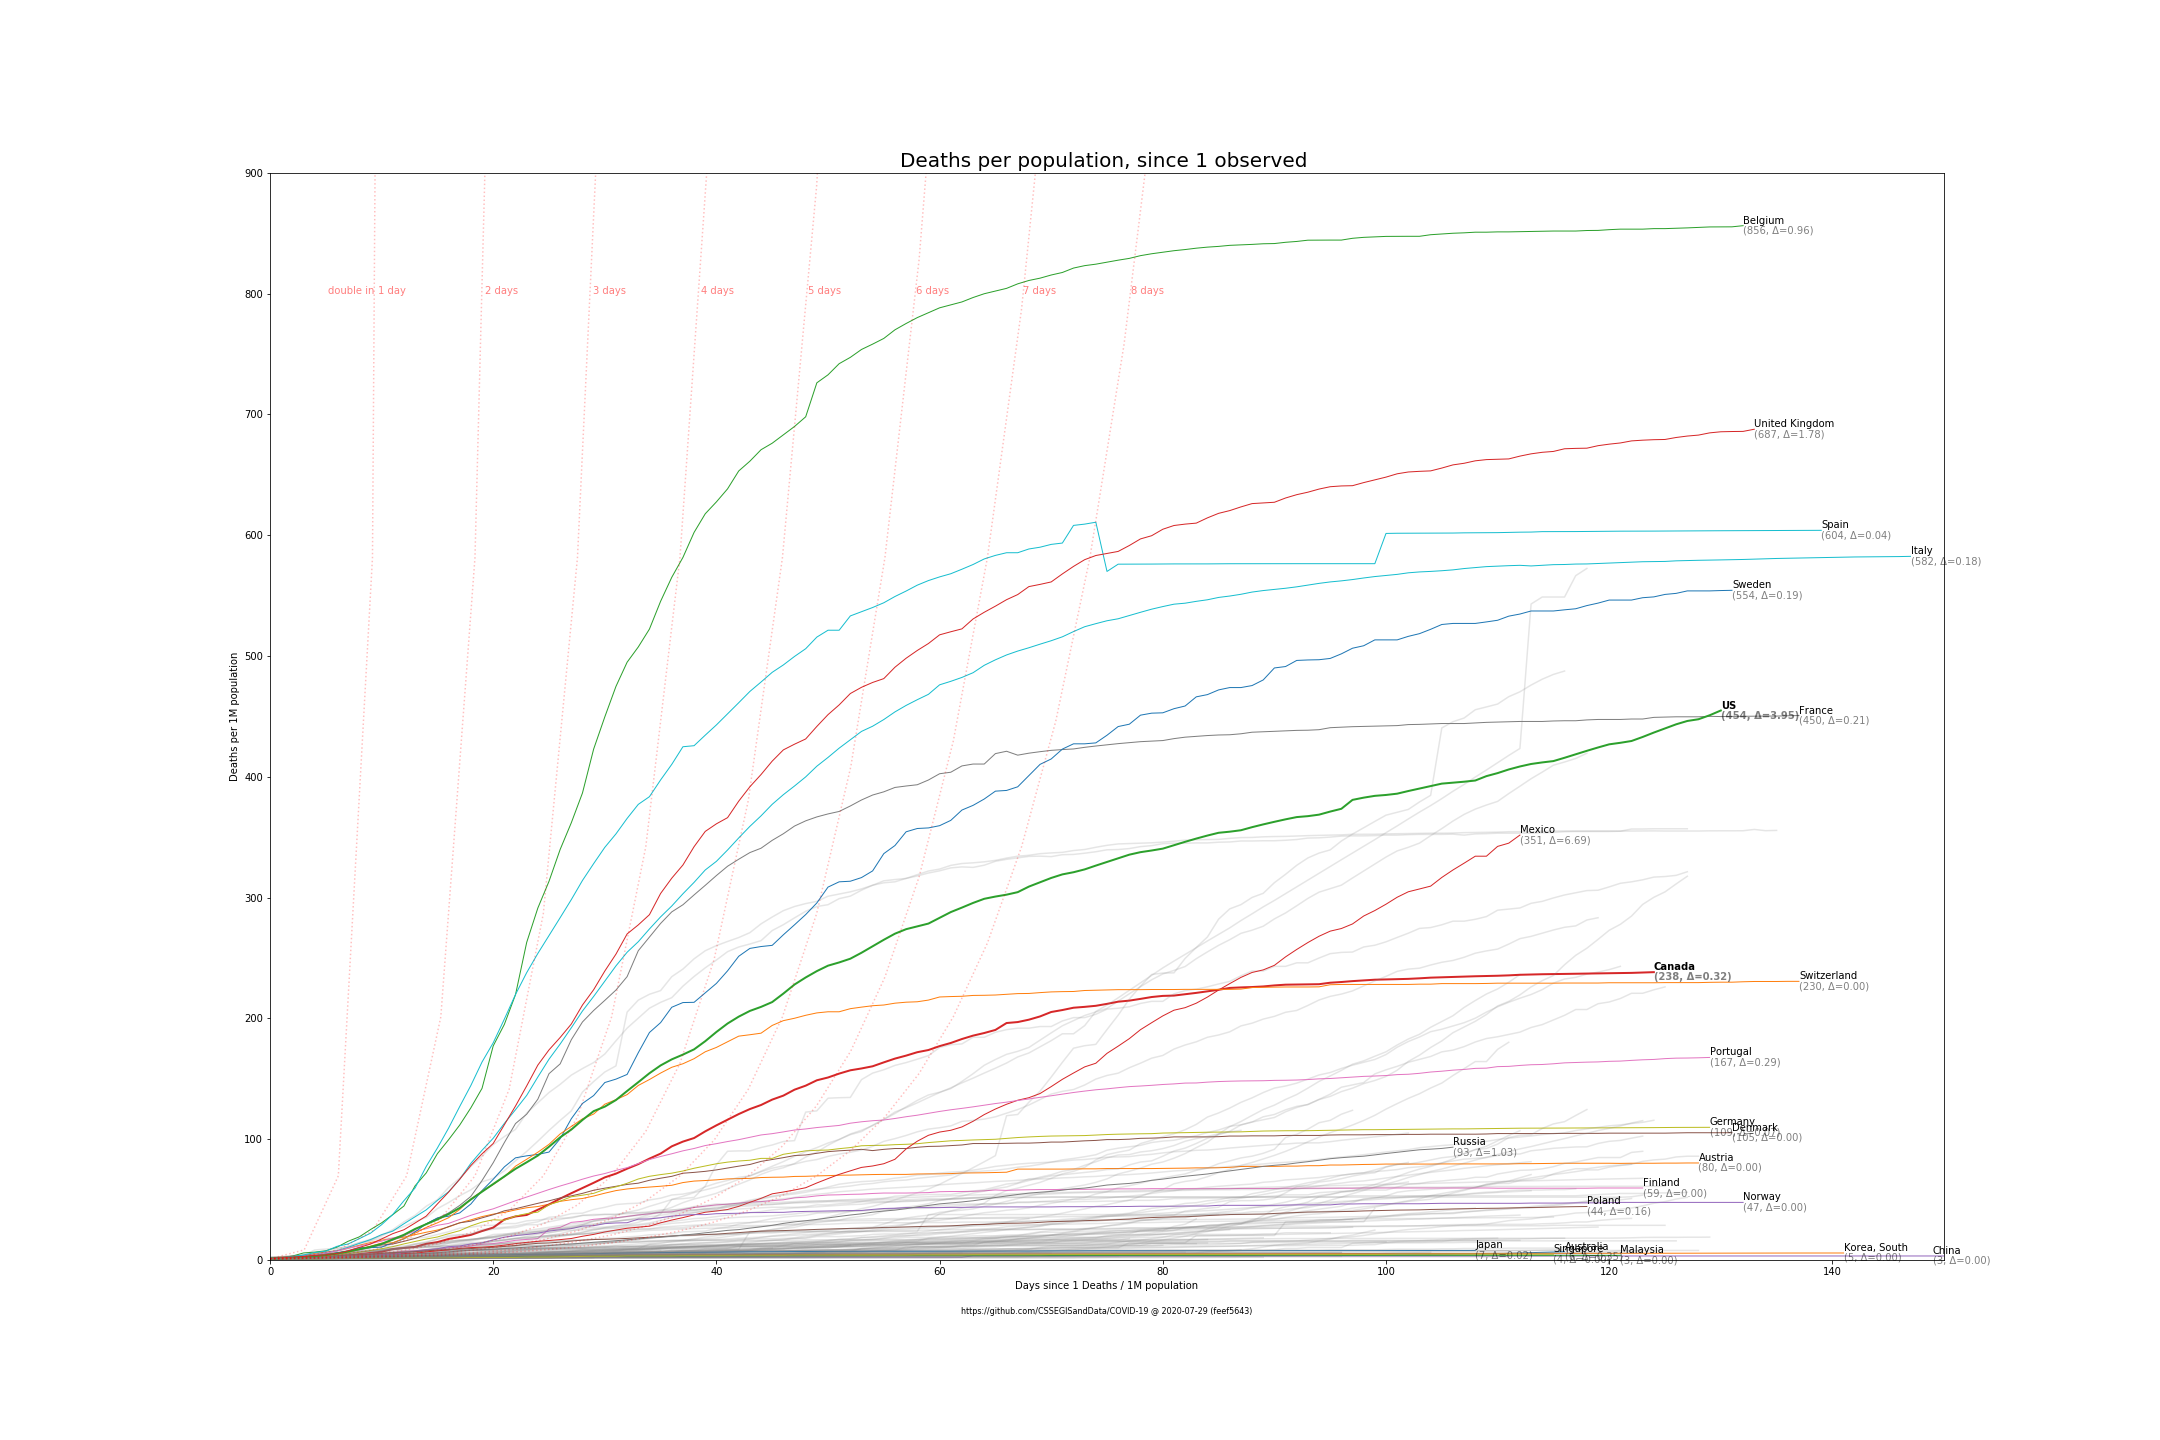 Deaths per population, since 1 observed
900
800
700
600
500
400
300
200
100
0
Deaths per 1M population
double in 1 day
2 days
3 days
4 days
5 days
6 days
7 days
8 days
Belgium
(856, Δ=0.96)
United Kingdom
(687, Δ=1.78)
Spain
(604, Δ=0.04)
Italy
(582, Δ=0.18)
Sweden
(554, Δ=0.19)
US
(454, Δ=3.95)
France
(450, Δ=0.21)
Mexico
(351, Δ=6.69)
Canada
(238, Δ=0.32)
Switzerland
(230, Δ=0.00)
Portugal
(167, Δ=0.29)
Germany
Denmark
(105, Δ=0.00)
Russia
(93, Δ=1.03)
Austria
(80, Δ=0.00)
Finland
(59, Δ=0.00)
Norway
(47, Δ=0.00)
Poland
(44, Δ=0.16)
Japan
(7, Δ=0.02)
Australia
Singapore
Malaysia
(3, Δ=0.00)
Korea, South
(5, Δ=0.00)
China
(3, Δ=0.00)
0
20
40
60
80
100
120
140
Days since 1 Deaths / 1M population
https://github.com/CSSEGISandData/COVID-19 @ 2020-07-29 (feef5643)